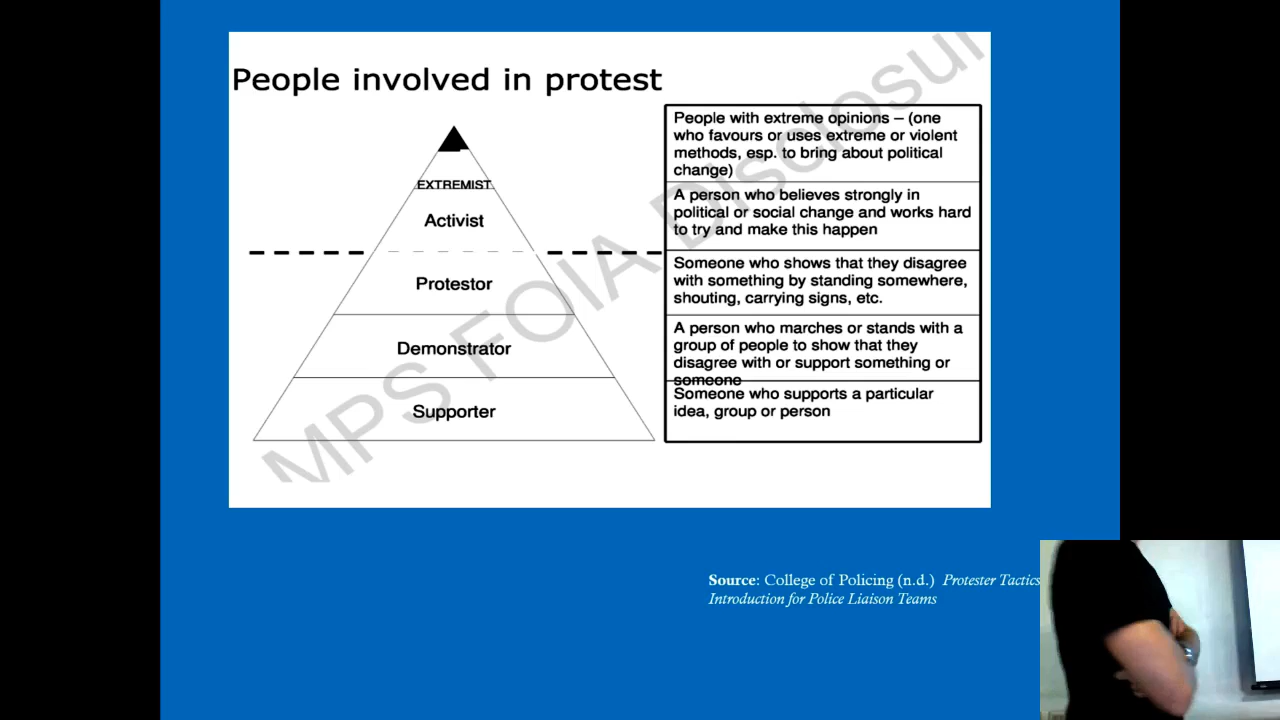 People involved in protest
EXTREMIST
Activist
Protestor
Demonstrator
Supporter
People with extreme opinions – (one
who favours or uses extreme or violent
methods, esp. to bring about political
change)
A person who believes strongly in
political or social change and works hard
to try and make this happen
Someone who shows that they disagree
with something by standing somewhere,
shouting, carrying signs, etc.
A person who marches or stands with a
group of people to show that they
disagree with or support something or
someone
Someone who supports a particular
idea, group or person
MPS FOIA Disclosur
Source: College of Policing (n.d.) Protester Tactics
Introduction for Police Liaison Teams